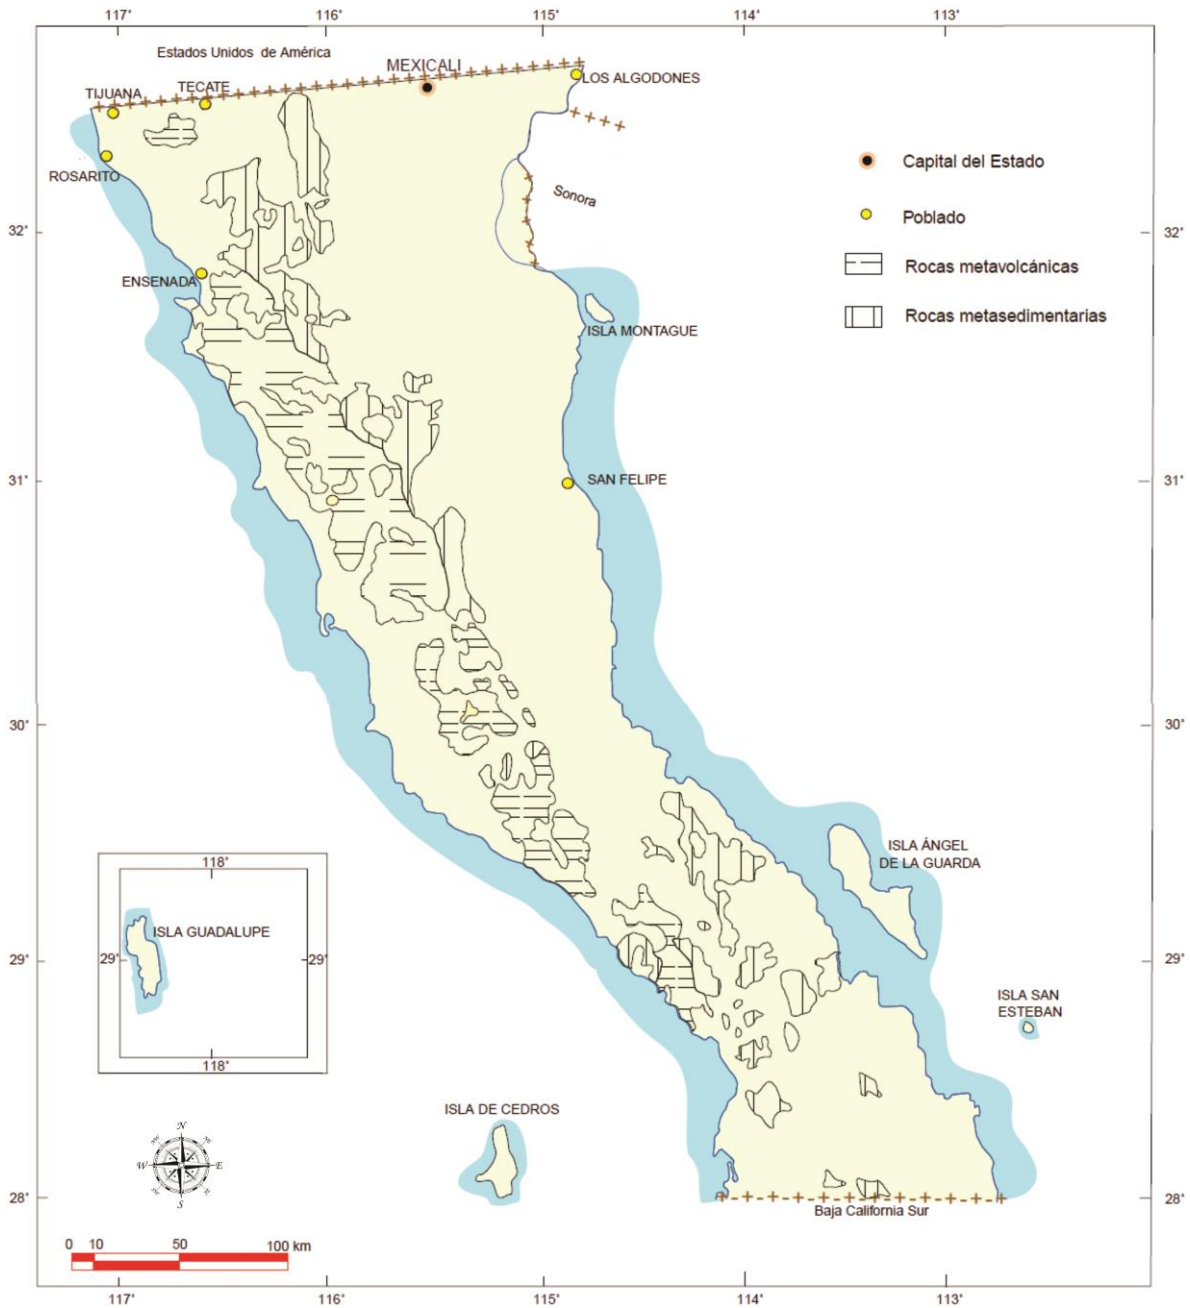 117° 116° 115° 114° 113°
Estados Unidos de América
MEXICALI
LOS ALGODONES
TECATE
TIJUANA
ROSARITO
Sonora
Capital del Estado
Poblado
Rocas metavolcánicas
Rocas metasedimentarias
32° 32°
ENSENADA
ISLA MONTAGUE
31° 31°
SAN FELIPE
30° 30°
ISLA ÁNGEL
DE LA GUARDA
118°
ISLA GUADALUPE
29° 29°
118°
29° 29°
ISLA SAN
ESTEBAN
ISLA DE CEDROS
N
W E
S
28° 28°
Baja California Sur
0 10 50 100 km
117° 116° 115° 114° 113°